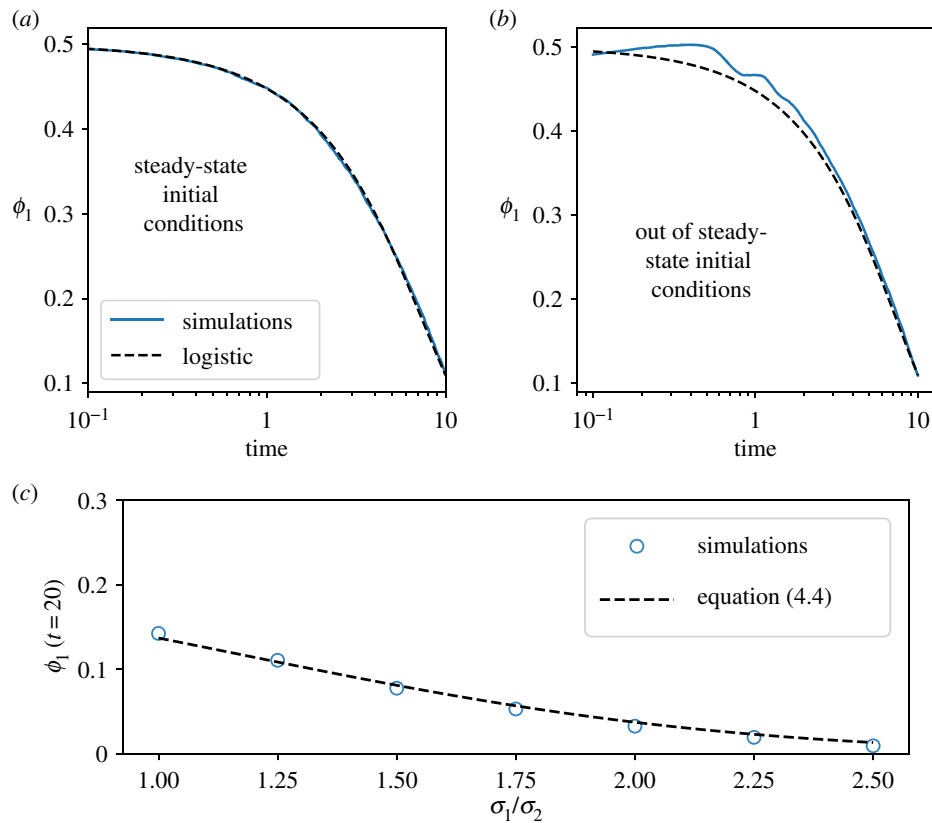 (a)
0.5
0.4
0.3
0.2
0.1
ϕ1
steady-state
initial
conditions
simulations
logistic
10−1
1
10
time
(b)
0.5
0.4
0.3
0.2
0.1
ϕ1
out of steady-
state initial
conditions
10−1
1
10
time
(c)
0.3
0.2
0.1
0
ϕ1 (t = 20)
simulations
equation (4.4)
1.00
1.25
1.50
1.75
2.00
2.25
2.50
σ1/σ2